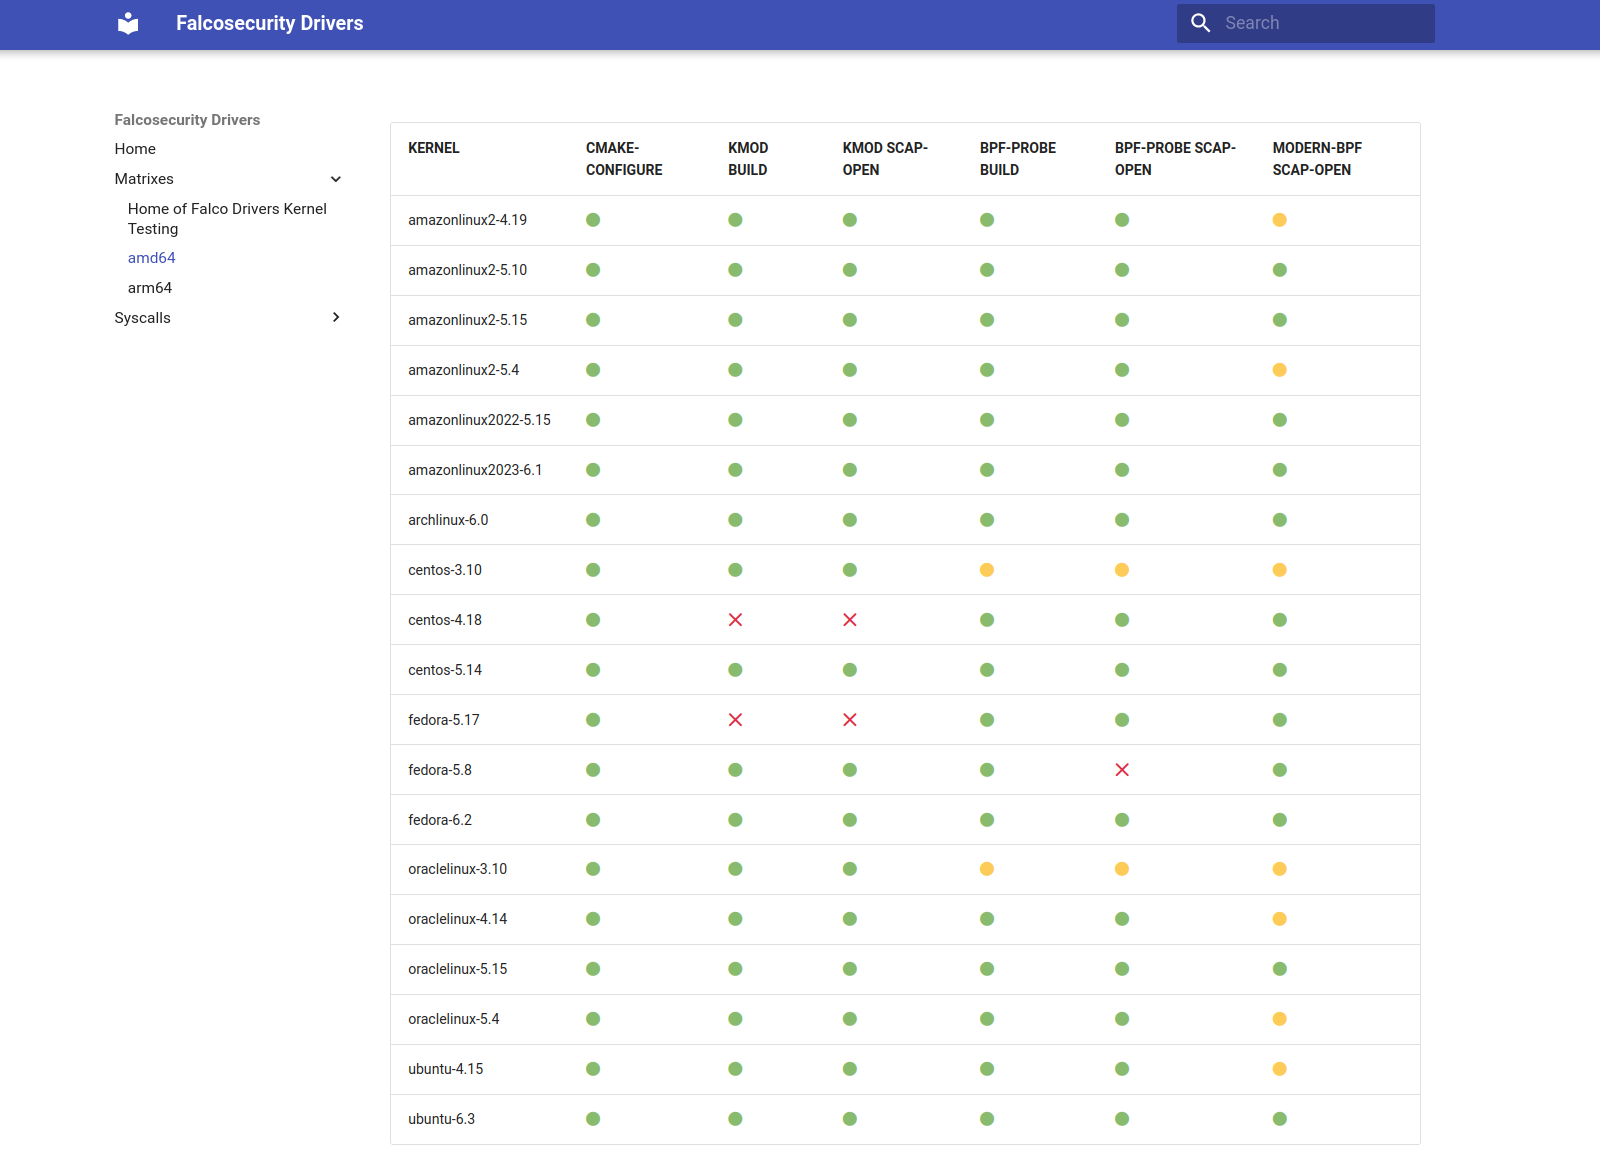 Falcosecurity Drivers
Search
Falcosecurity Drivers
Home
Matrixes
Home of Falco Drivers Kernel
Testing
amd64
arm64
Syscalls
KERNEL CMAKE-CONFIGURE KMOD BUILD KMOD SCAP-OPEN BPF-PROBE BUILD BPF-PROBE SCAP-OPEN MODERN-BPF SCAP-OPEN
amazonlinux2-4.19
amazonlinux2-5.10
amazonlinux2-5.15
amazonlinux2-5.4
amazonlinux2022-5.15
amazonlinux2023-6.1
archlinux-6.0
centos-3.10
centos-4.18
centos-5.14
fedora-5.17
fedora-5.8
fedora-6.2
oraclelinux-3.10
oraclelinux-4.14
oraclelinux-5.15
oraclelinux-5.4
ubuntu-4.15
ubuntu-6.3